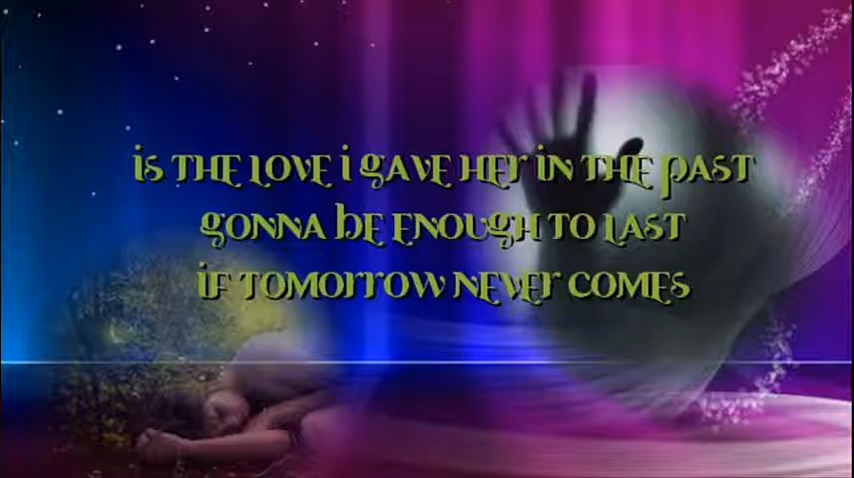 is the love i gave her in the past
gonna be enough to last
if tomorrow never comes